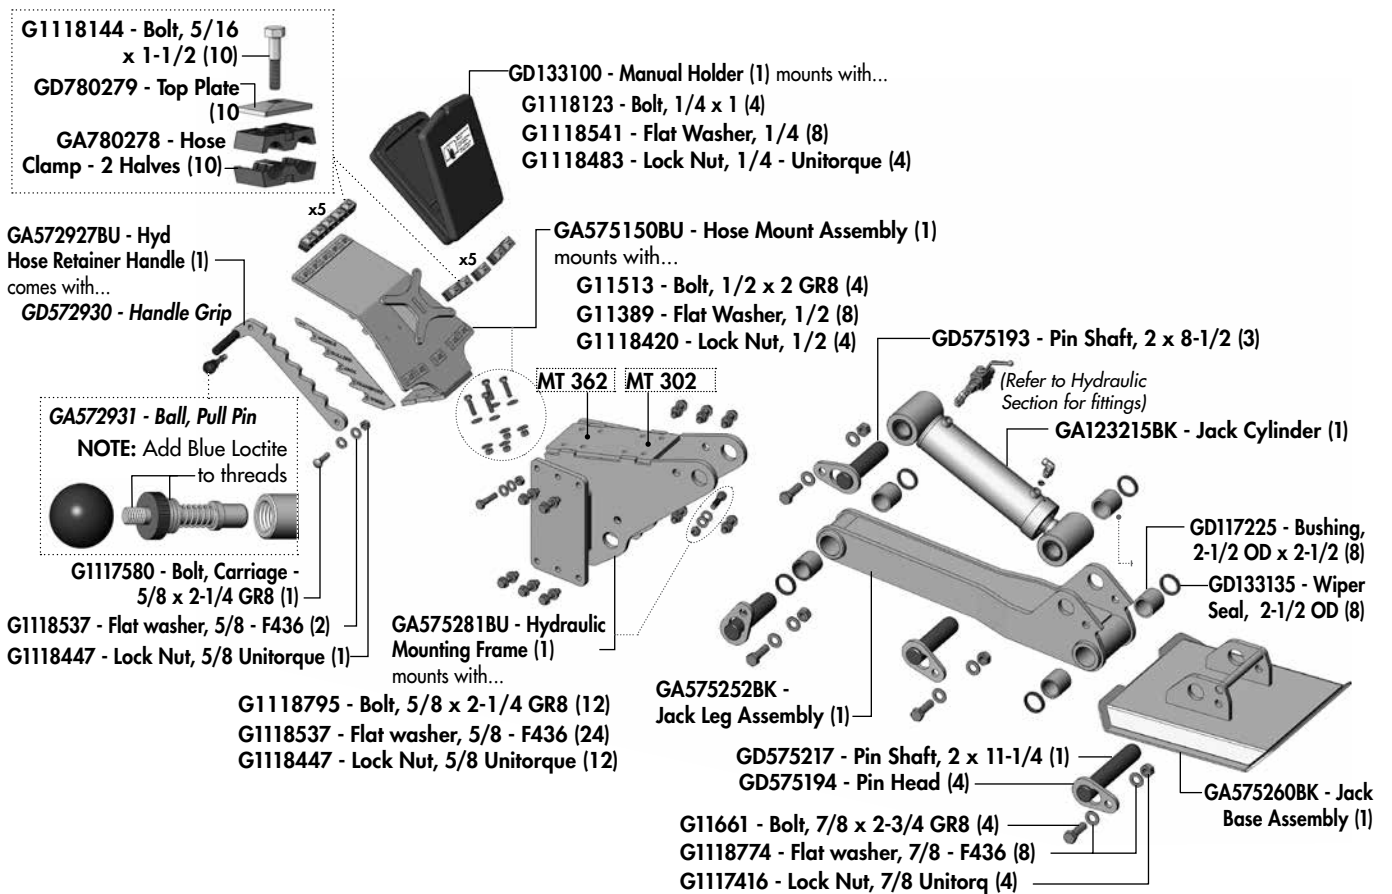 G1118144 - Bolt, 5/16
x 1-1/2 (10)
GD780279 - Top Plate
(10
GA780278 - Hose
Clamp - 2 Halves (10)
GD133100 - Manual Holder (1) mounts with...
G1118123 - Bolt, 1/4 x 1 (4)
G1118541 - Flat Washer, 1/4 (8)
G1118483 - Lock Nut, 1/4 - Unitorque (4)
x5
x5
GA572927BU - Hyd
Hose Retainer Handle (1)
comes with...
GD572930 - Handle Grip
GA575150BU - Hose Mount Assembly (1)
mounts with...
G11513 - Bolt, 1/2 x 2 GR8 (4)
G11389 - Flat Washer, 1/2 (8)
G1118420 - Lock Nut, 1/2 (4)
MT 362
MT 302
GD575193 - Pin Shaft, 2 x 8-1/2 (3)
(Refer to Hydraulic
Section for fittings)
GA123215BK - Jack Cylinder (1)
GA572931 - Ball, Pull Pin
NOTE: Add Blue Loctite
to threads
G1117580 - Bolt, Carriage -
5/8 x 2-1/4 GR8 (1)
G1118537 - Flat washer, 5/8 - F436 (2)
G1118447 - Lock Nut, 5/8 Unitorque (1)
GD117225 - Bushing,
2-1/2 OD x 2-1/2 (8)
GD133135 - Wiper
Seal, 2-1/2 OD (8)
GA575281BU - Hydraulic
Mounting Frame (1)
mounts with...
G1118795 - Bolt, 5/8 x 2-1/4 GR8 (12)
G1118537 - Flat washer, 5/8 - F436 (24)
G1118447 - Lock Nut, 5/8 Unitorque (12)
GA575252BK -
Jack Leg Assembly (1)
GD575217 - Pin Shaft, 2 x 11-1/4 (1)
GD575194 - Pin Head (4)
GA575260BK - Jack
Base Assembly (1)
G11661 - Bolt, 7/8 x 2-3/4 GR8 (4)
G1118774 - Flat washer, 7/8 - F436 (8)
G1117416 - Lock Nut, 7/8 Unitorq (4)